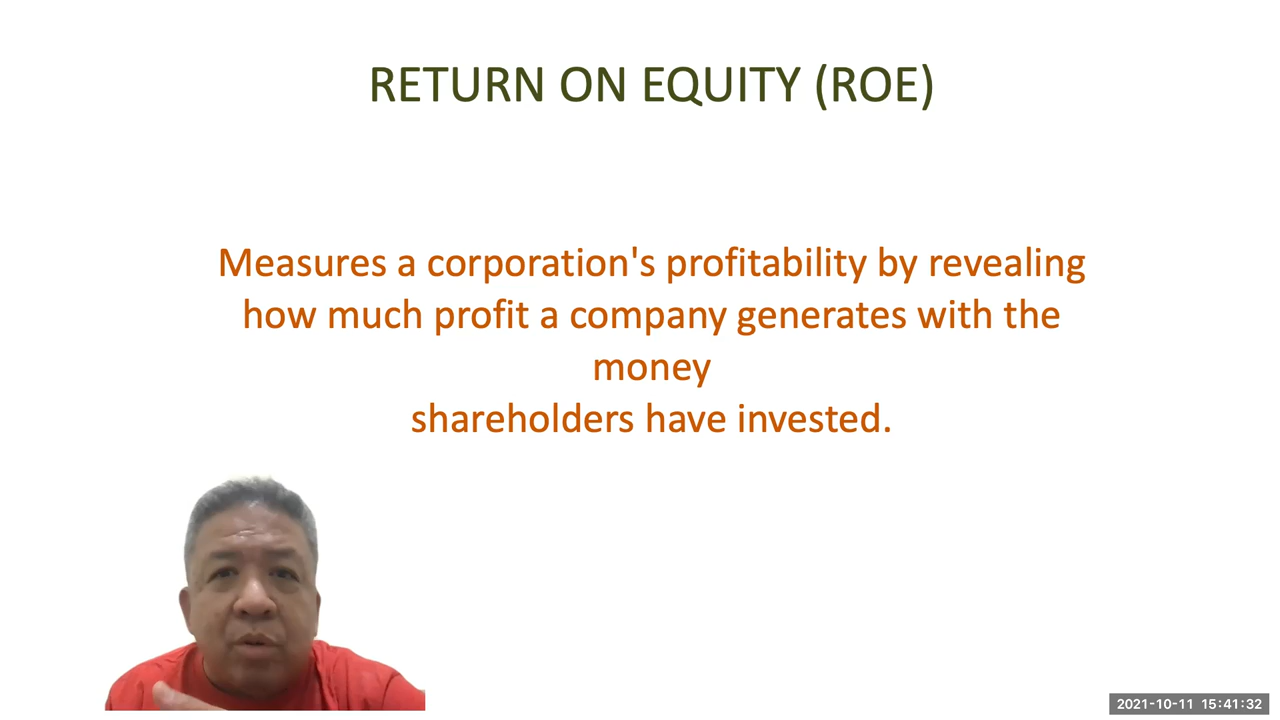 RETURN ON EQUITY (ROE)
Measures a corporation's profitability by revealing
how much profit a company generates with the
money
shareholders have invested.
2021-10-11 15:41:32